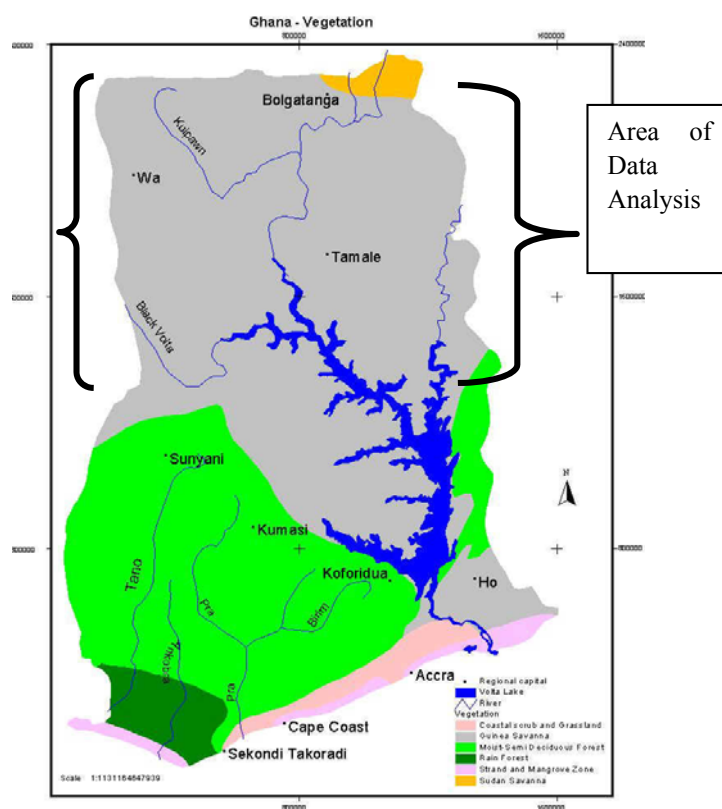 Ghana - Vegetation
2400000
Bolgatanga
Kulpawn
Wa
Area of
Data
Analysis
Tamale
Black Volta
Sunyani
Kumasi
Tano
Koforidua
Ho
Pra
Birim
Pra
Accra
Cape Coast
Sekondi Takoradi
Regional capital
Volta Lake
River
Vegetation
Coastal scrub and Grassland
Guinea Savanna
Moist-Semi Deciduous Forest
Rain Forest
Strand and Mangrove Zone
Sudan Savanna
N
Scale : 1:1131164647939